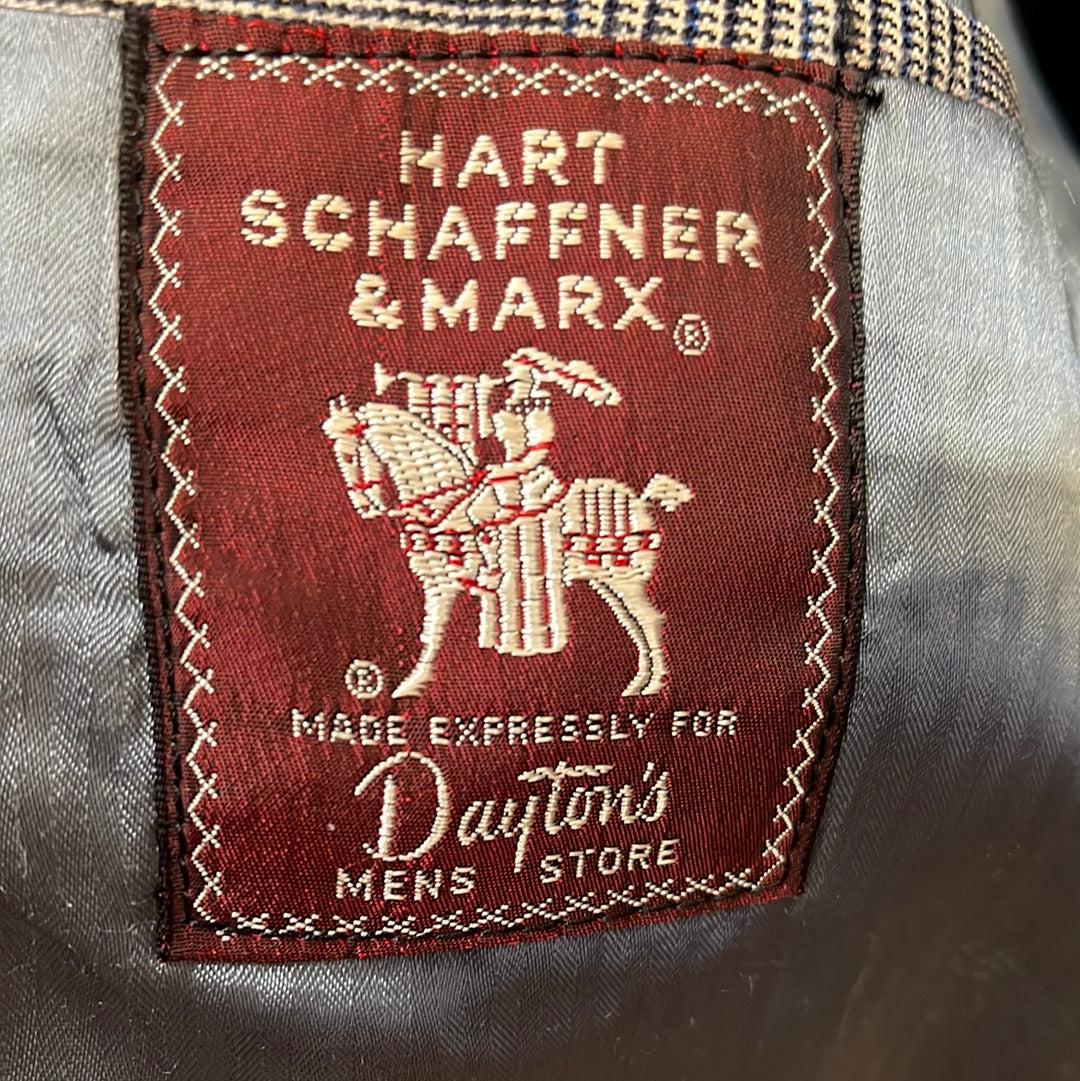 HART
SCHAFFNER
& MARX®
®
MADE EXPRESSLY FOR
Dayton's
MENS STORE